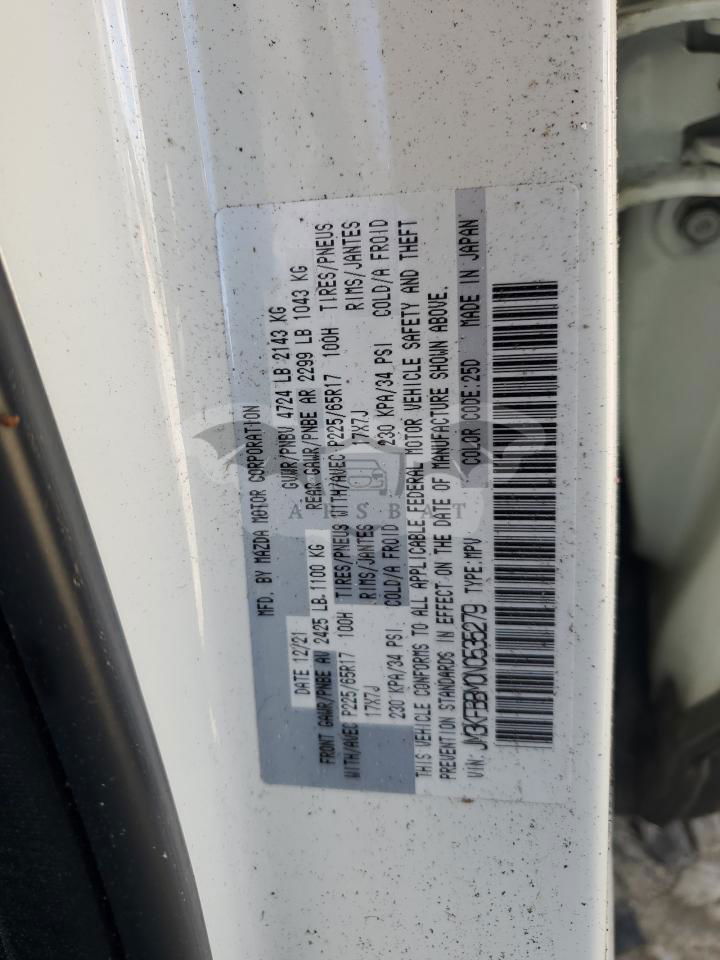 MFD. BY MAZDA MOTOR CORPORATION
DATE 12/21 GVWR/PNBV 4724 LB 2143 KG
FRONT GAWR/PNBE AV 2425 LB. 1100 KG REAR GAWR/PNBE AR 2299 LB 1043 KG
WITH/AVEC P225/65R17 100H TIRES/PNEUS WITH/AVEC P225/65R17 100H TIRES/PNEUS
17X7J RIMS/JANTES 17X7J RIMS/JANTES
230 KPA/34 PSI COLD/A FROID 230 KPA/34 PSI COLD/A FROID
THIS VEHICLE CONFORMS TO ALL APPLICABLE FEDERAL MOTOR VEHICLE SAFETY AND THEFT
PREVENTION STANDARDS IN EFFECT ON THE DATE OF MANUFACTURE SHOWN ABOVE.
VIN: TYPE:MPV COLOR CODE:25D MADE IN JAPAN